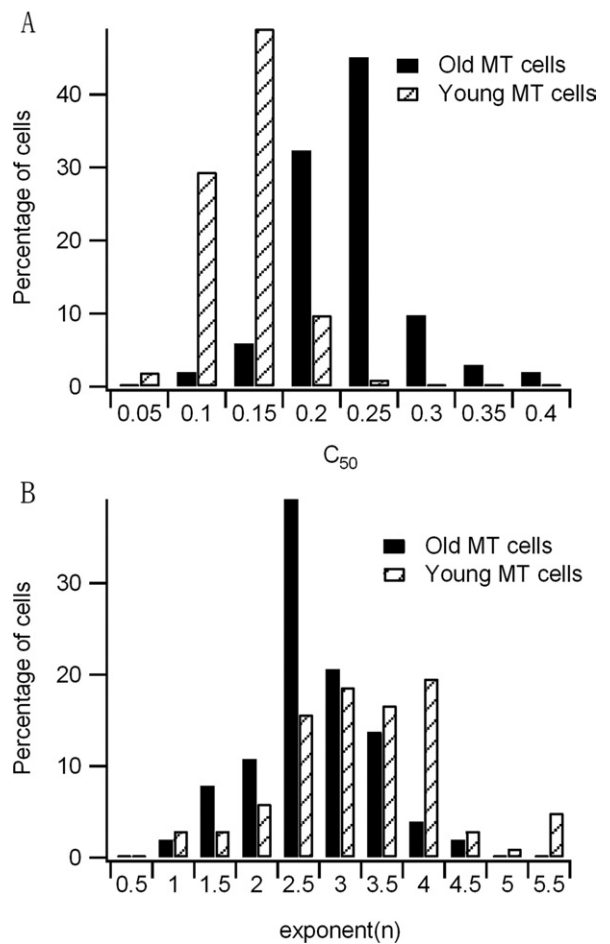 A
Old MT cells
Young MT cells
Percentage of cells
40
30
20
10
0
0.05 0.1 0.15 0.2 0.25 0.3 0.35 0.4
C₅₀
B
Old MT cells
Young MT cells
Percentage of cells
30
20
10
0
0.5 1 1.5 2 2.5 3 3.5 4 4.5 5 5.5
exponent(n)